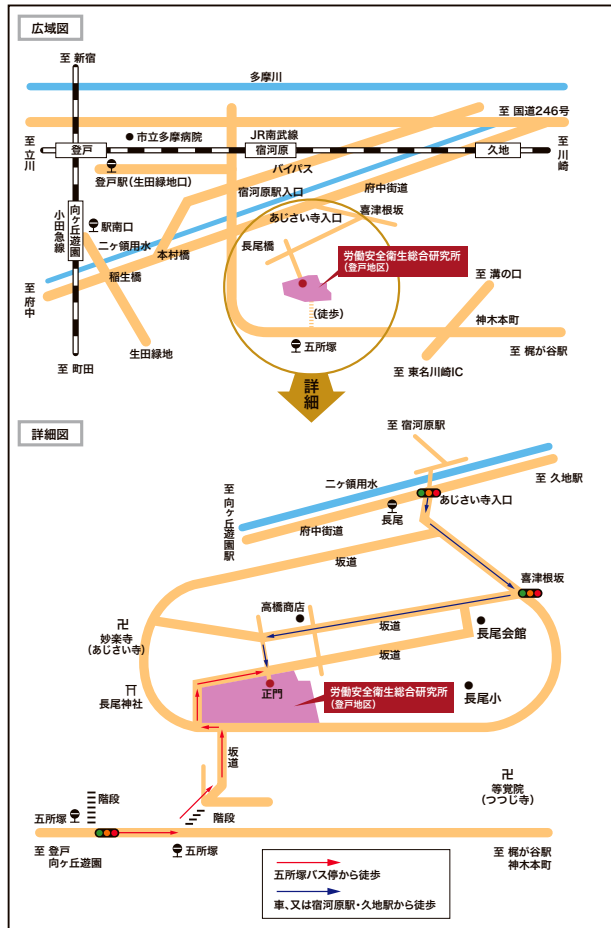 広域図
至 新宿
多摩川
至 国道246号
市立多摩病院
JR南武線
至 立川
登戸
宿河原
久地
至 川崎
バイパス
登戸駅(生田緑地口)
宿河原駅入口
府中街道
あじさい寺入口
喜津根坂
向ヶ丘遊園
小田急線
駅南口
二ヶ領用水
本村橋
長尾橋
労働安全衛生総合研究所
(登戸地区)
稲生橋
至 府中
至 溝の口
(徒歩)
神木本町
五所塚
生田緑地
至 町田
至 東名川崎IC
至 梶が谷駅
詳細
詳細図
至 宿河原駅
至 久地駅
二ヶ領用水
あじさい寺入口
至 向ヶ丘遊園駅
長尾
府中街道
坂道
喜津根坂
高橋商店
妙楽寺
(あじさい寺)
坂道
長尾会館
坂道
労働安全衛生総合研究所
(登戸地区)
正門
長尾神社
長尾小
坂道
等覚院
(つつじ寺)
階段
五所塚
階段
五所塚
至 登戸
向ヶ丘遊園
至 梶が谷駅
神木本町
五所塚バス停から徒歩
車、又は宿河原駅・久地駅から徒歩